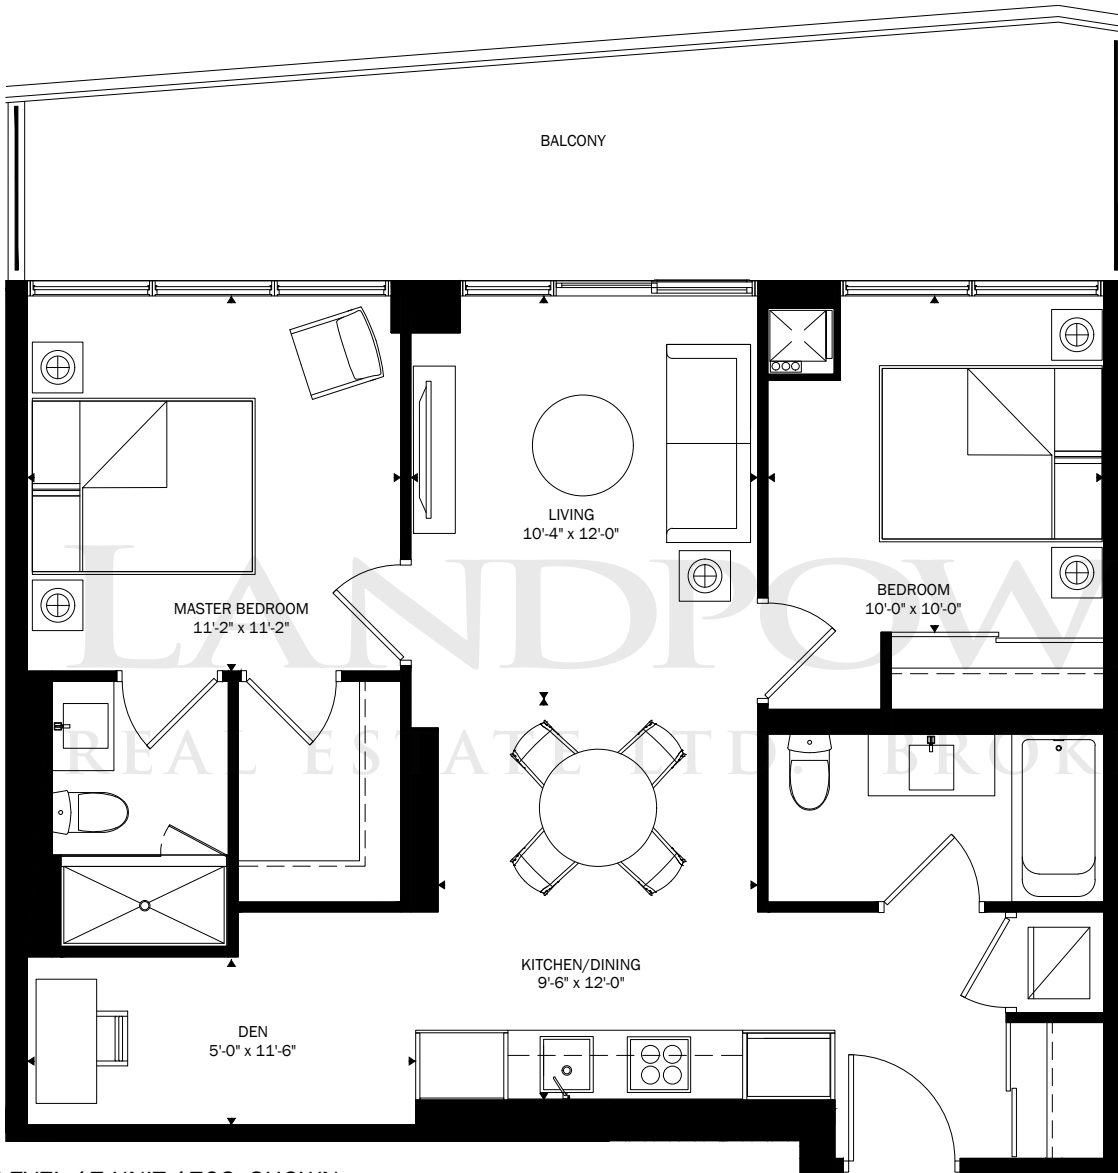 BALCONY
LIVING
10'-4" x 12'-0"
BEDROOM
10'-0" x 10'-0"
MASTER BEDROOM
11'-2" x 11'-2"
LANDPOW
REAL ESTATE LTD. BROK
KITCHEN/DINING
9'-6" x 12'-0"
DEN
5'-0" x 11'-6"